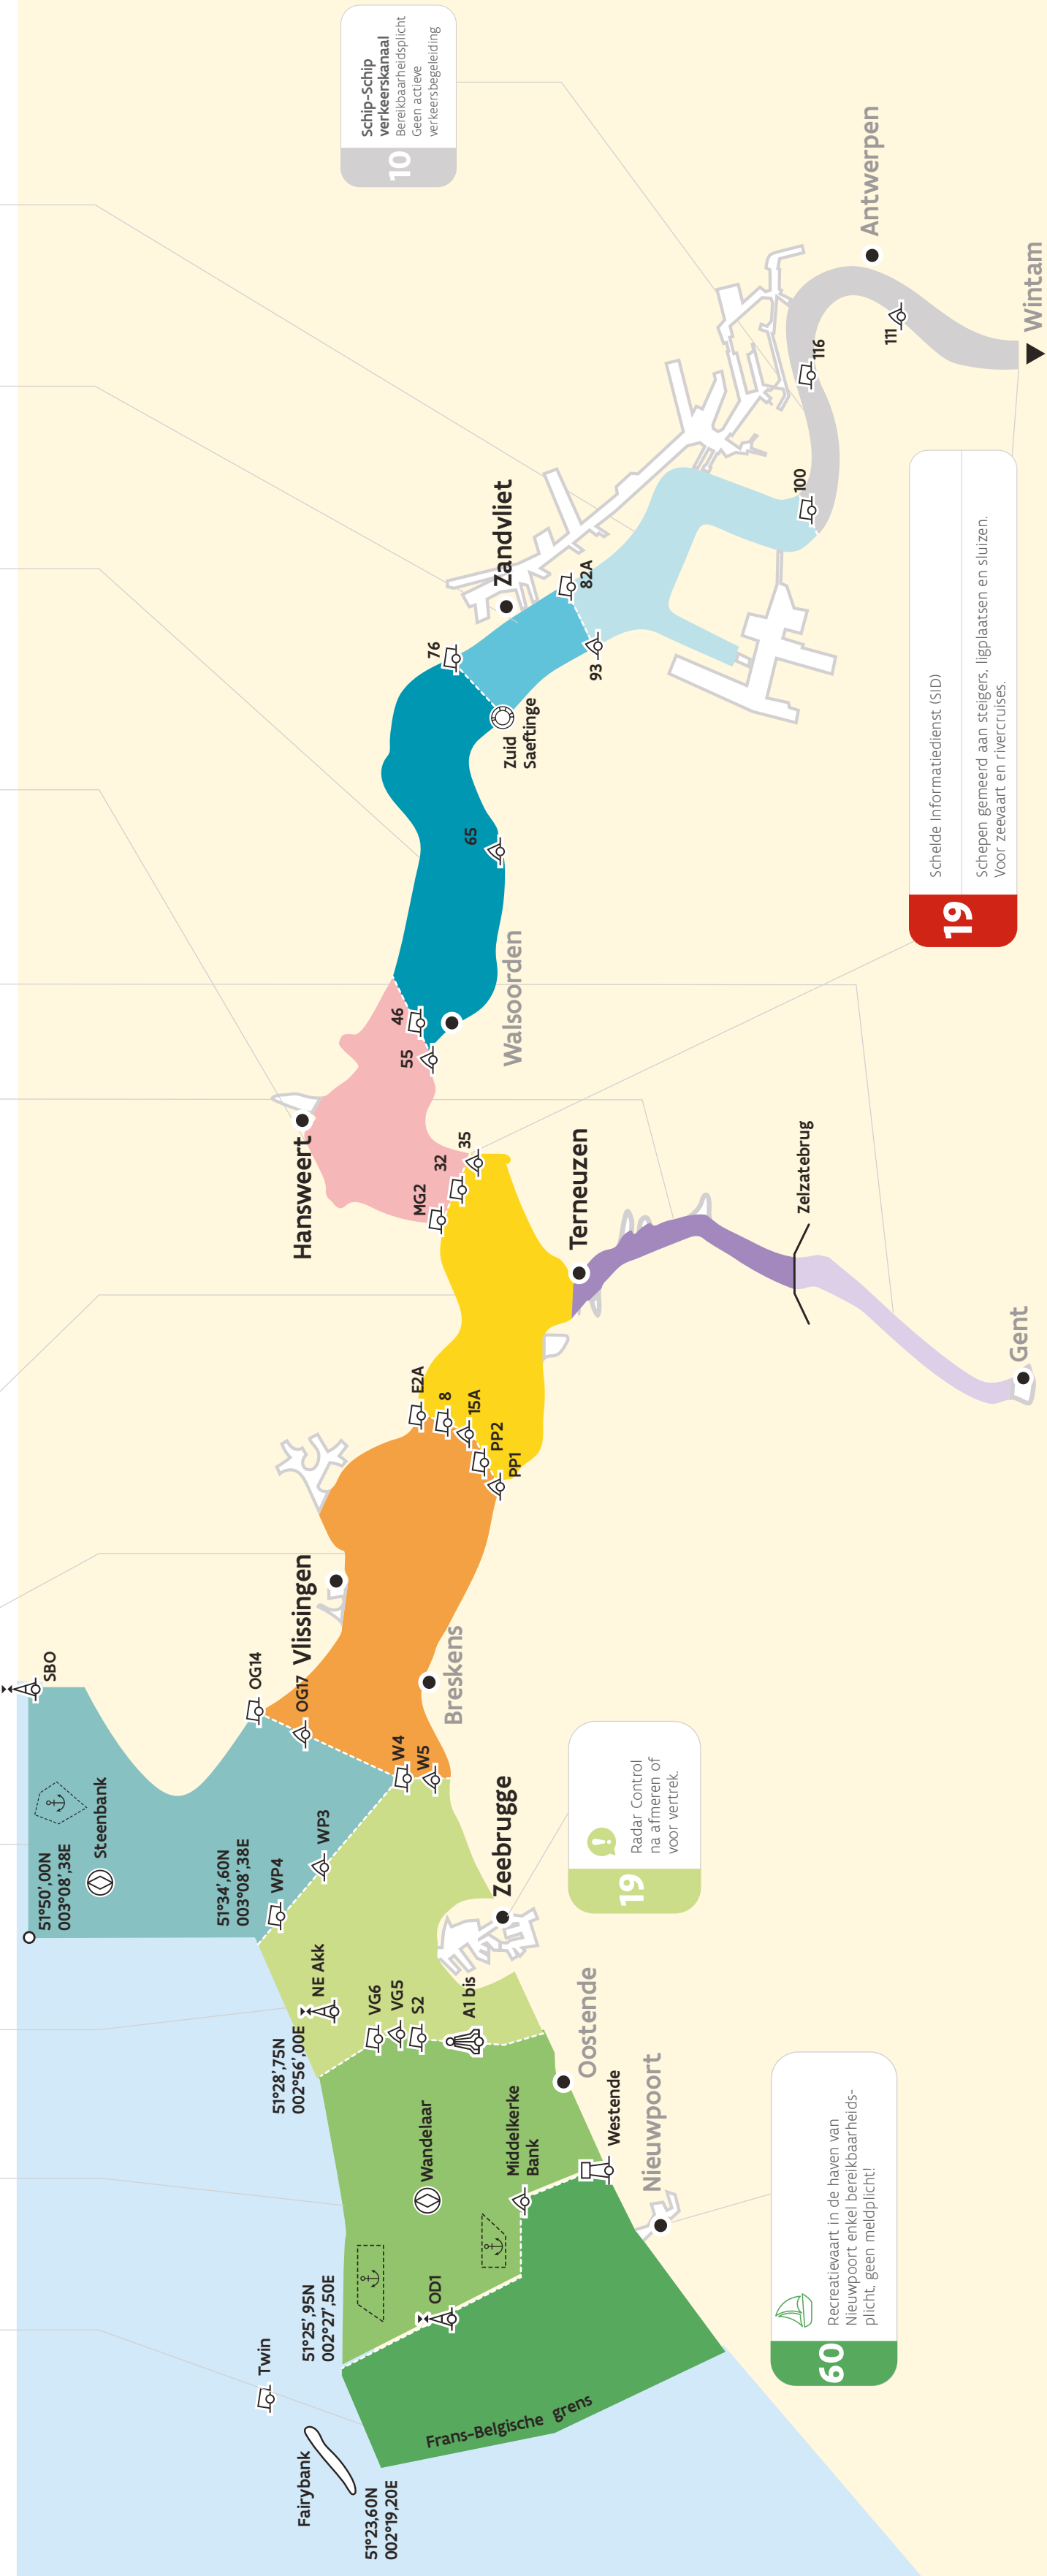 10
Schip-Schip
verkeerskanaal
Bereikbaarheidsplicht
Geen actieve
verkeersbegeleiding
Antwerpen
Wintam
111
116
100
Zandvliet
82A
93
76
Zuid
Saeftinge
65
19
Schelde Informatiedienst (SID)
Schepen gemeerd aan steigers, ligplaatsen en sluizen.
Voor zeevaart en rivercruises.
46
55
Walsoorden
Hansweert
MG2
32
35
Terneuzen
Zelzatebrug
Gent
E2A
8
15A
PP2
PP1
Vlissingen
Breskens
SBO
OG14
OG17
W4
W5
Steenbank
51°50',00N
003°08',38E
51°34',60N
003°08',38E
WP3
WP4
Zeebrugge
19
Radar Control
na afmeren of
voor vertrek.
NE Akk
51°28',75N
002°56',00E
VG6
VG5
S2
A1 bis
Oostende
Wandelaar
Middelkerke
Bank
Westende
Nieuwpoort
OD1
51°25',95N
002°27',50E
Twin
Fairybank
Frans-Belgische grens
51°23,60N
002°19,20E
60
Recreatievaart in de haven van
Nieuwpoort enkel bereikbaarheids-
plicht, geen meldplicht!